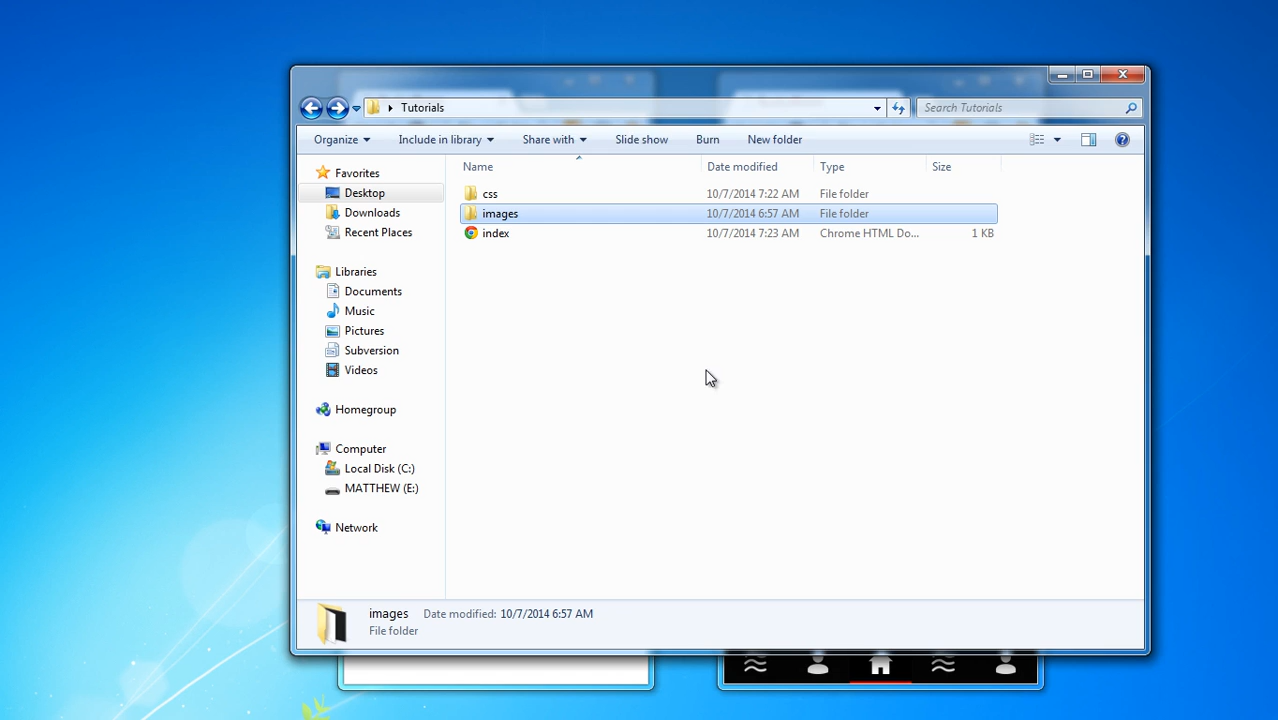 Tutorials
Search Tutorials
Organize Include in library Share with Slide show Burn New folder
Name Date modified Type Size
Favorites
Desktop
Downloads
Recent Places
Libraries
Documents
Music
Pictures
Subversion
Videos
Homegroup
Computer
Local Disk (C:)
MATTHEW (E:)
Network
css 10/7/2014 7:22 AM File folder
images 10/7/2014 6:57 AM File folder
index 10/7/2014 7:23 AM Chrome HTML Do... 1 KB
images Date modified: 10/7/2014 6:57 AM
File folder